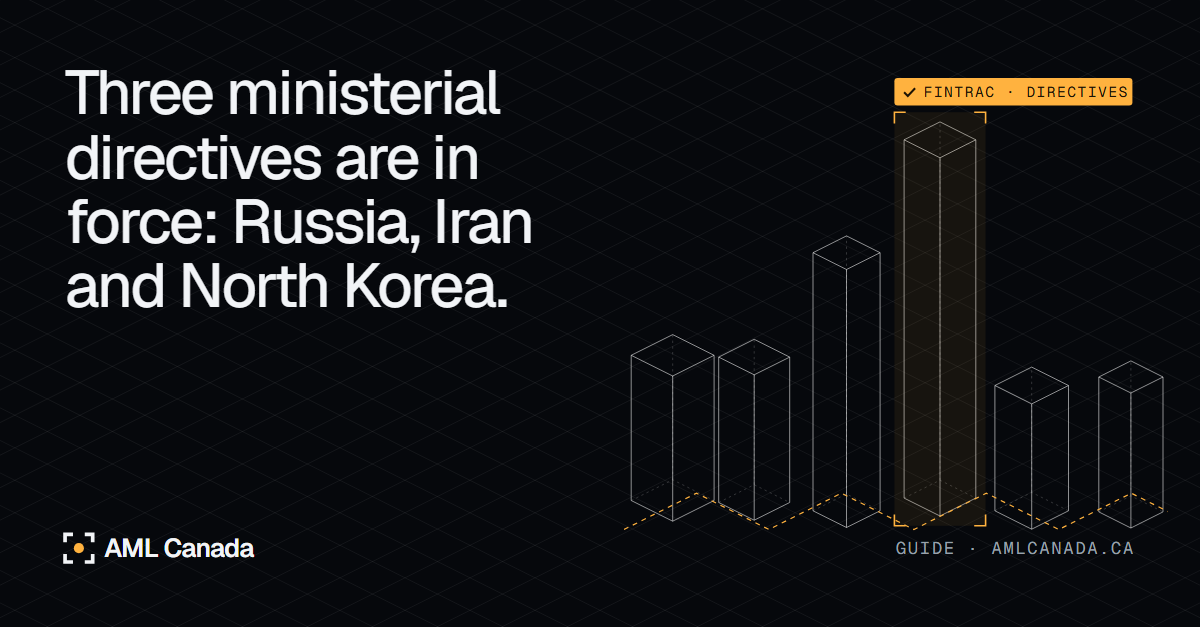 Three ministerial
directives are in
force: Russia, Iran
and North Korea.
FINTRAC · DIRECTIVES
AML Canada
GUIDE · AMLCANADA.CA